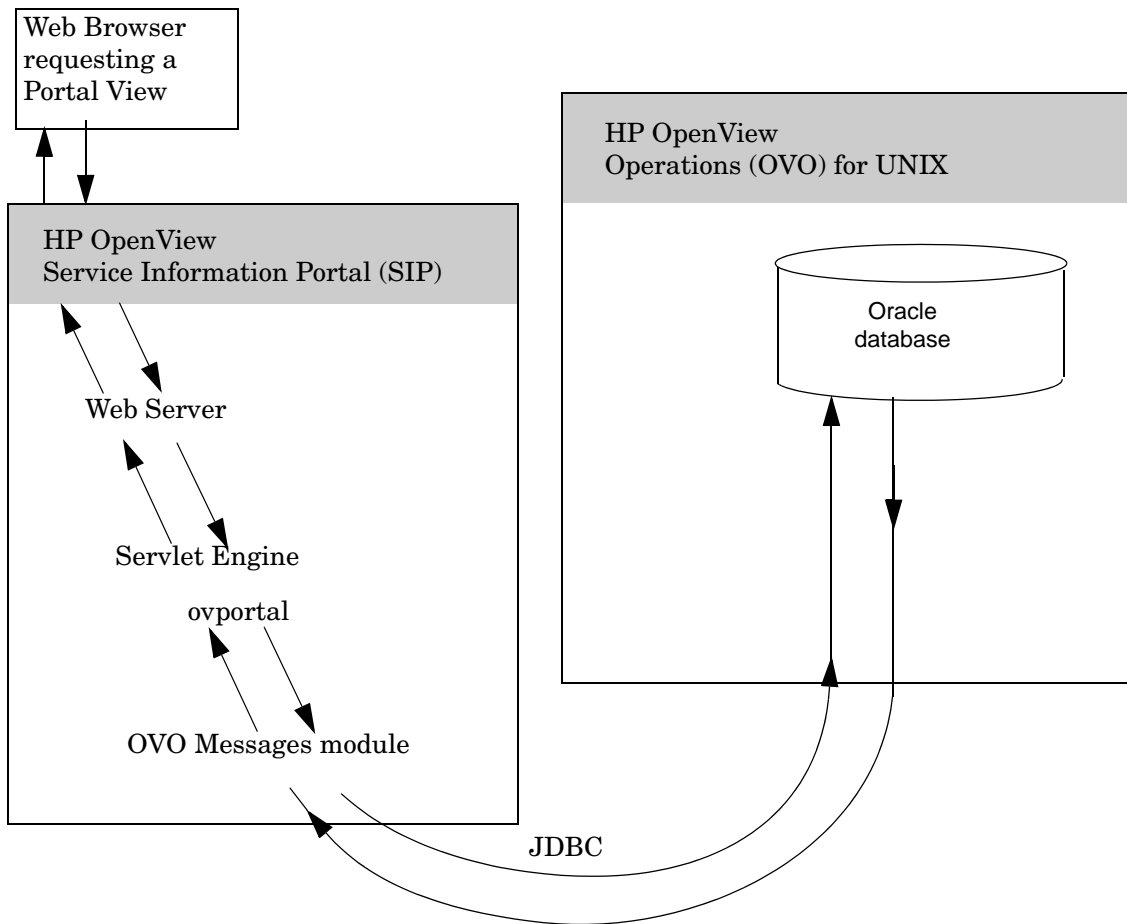 Web Browser
requesting a
Portal View
HP OpenView
Operations (OVO) for UNIX
HP OpenView
Service Information Portal (SIP)
Oracle
database
Web Server
Servlet Engine
ovportal
OVO Messages module
JDBC